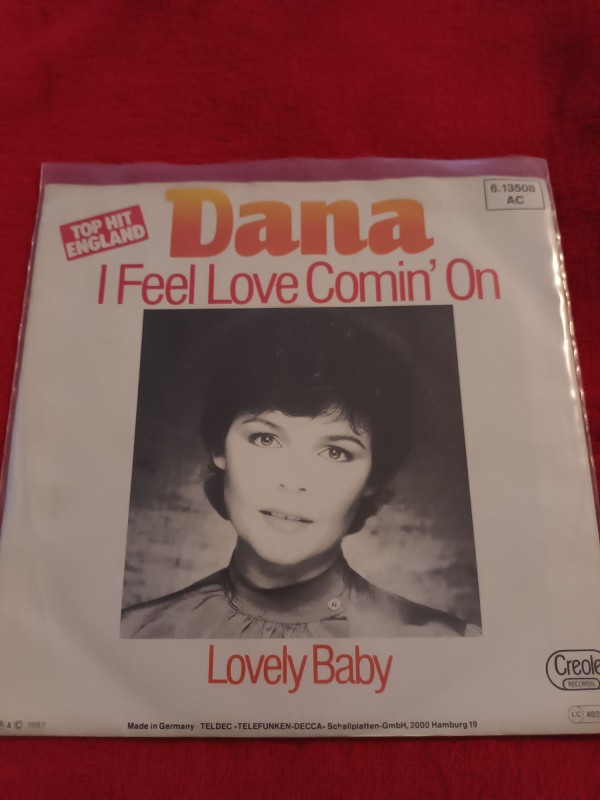 6.13508
AC
TOP HIT
ENGLAND
Dana
I Feel Love Comin' On
Lovely Baby
Creole
RECORDS
LC
℗ & © 1982
Made in Germany TELDEC »TELEFUNKEN-DECCA« Schallplatten-GmbH, 2000 Hamburg 19